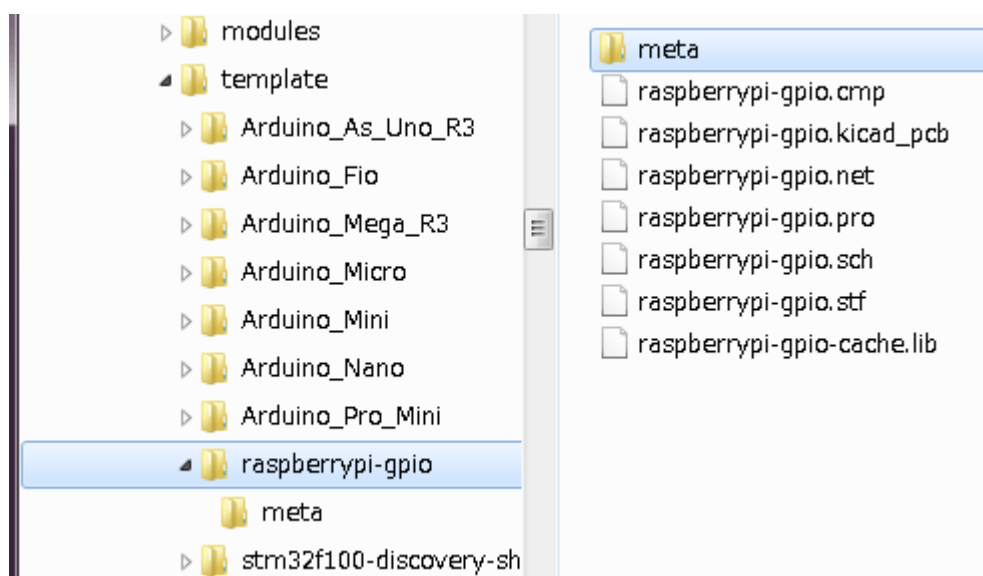 modules
template
Arduino_As_Uno_R3
Arduino_Fio
Arduino_Mega_R3
Arduino_Micro
Arduino_Mini
Arduino_Nano
Arduino_Pro_Mini
raspberrypi-gpio
meta
stm32f100-discovery-sh
meta
raspberrypi-gpio.cmp
raspberrypi-gpio.kicad_pcb
raspberrypi-gpio.net
raspberrypi-gpio.pro
raspberrypi-gpio.sch
raspberrypi-gpio.stf
raspberrypi-gpio-cache.lib